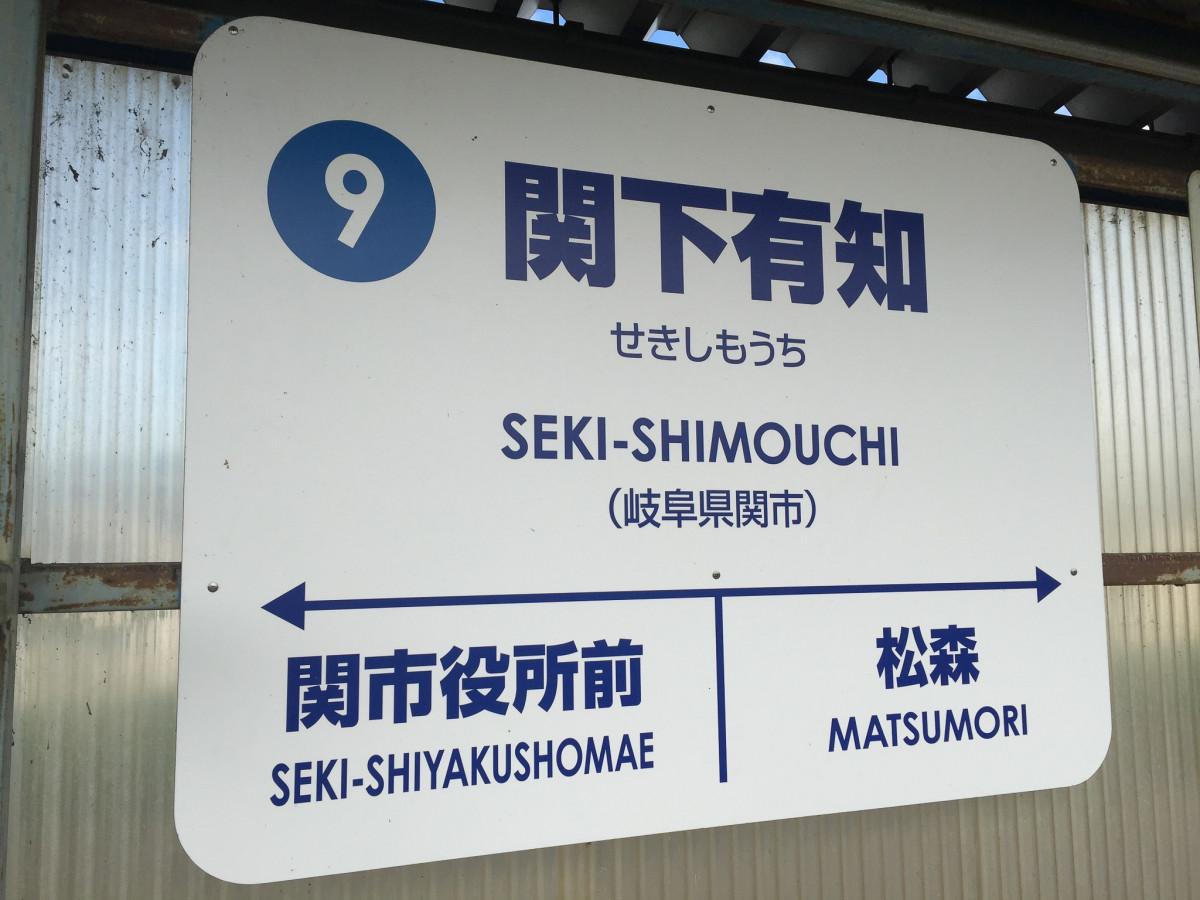 9
関下有知
せきしもうち
SEKI-SHIMOUCHI
（岐阜県関市）
関市役所前
SEKI-SHIYAKUSHOMAE
松森
MATSUMORI